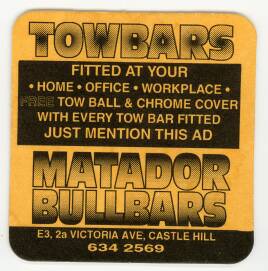 TOWBARS
FITTED AT YOUR
• HOME • OFFICE • WORKPLACE •
FREE TOW BALL & CHROME COVER
WITH EVERY TOW BAR FITTED
JUST MENTION THIS AD
MATADOR
BULLBARS
E3, 2a VICTORIA AVE, CASTLE HILL
634 2569